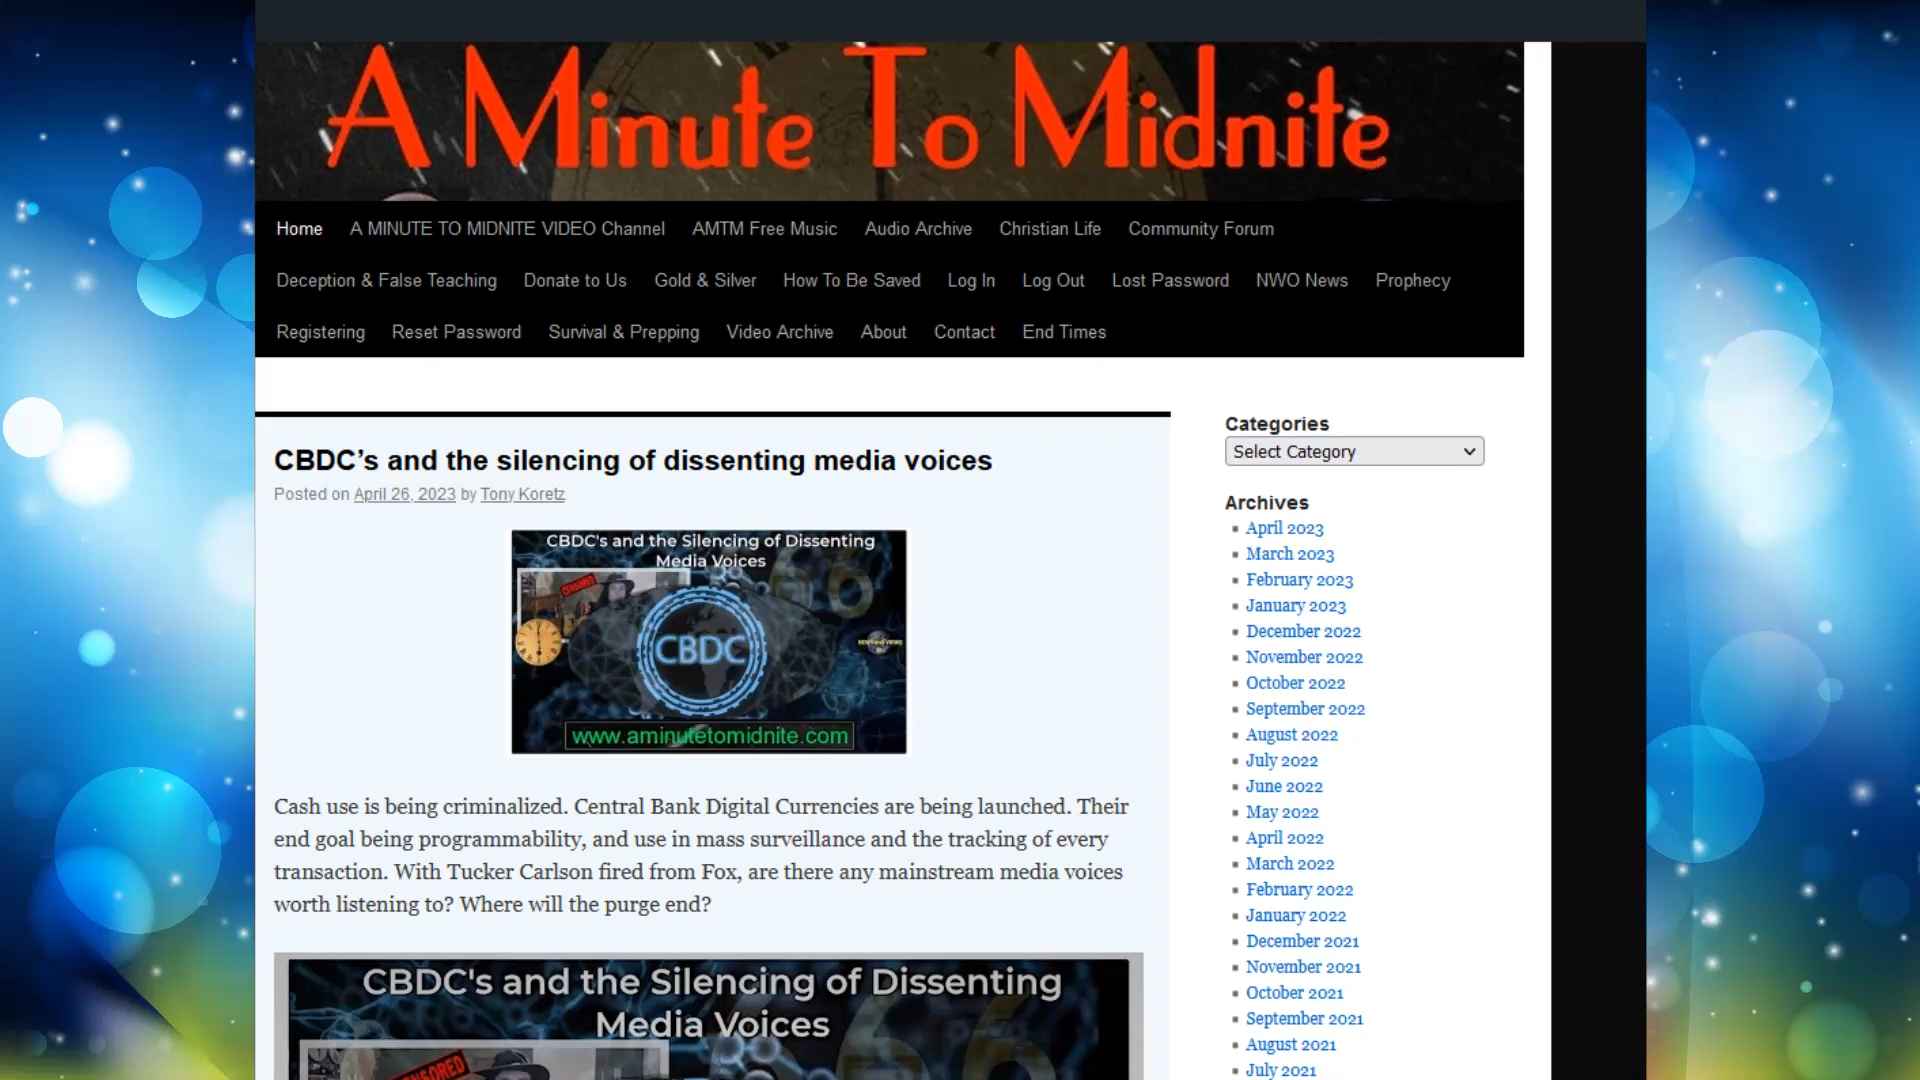 A Minute To Midnite
Home A MINUTE TO MIDNITE VIDEO Channel AMTM Free Music Audio Archive Christian Life Community Forum
Deception & False Teaching Donate to Us Gold & Silver How To Be Saved Log In Log Out Lost Password NWO News Prophecy
Registering Reset Password Survival & Prepping Video Archive About Contact End Times
CBDC’s and the silencing of dissenting media voices
Posted on April 26, 2023 by Tony Koretz
CBDC's and the Silencing of Dissenting
Media Voices
CENSORED
66
CBDC
www.aminutetomidnite.com
Cash use is being criminalized. Central Bank Digital Currencies are being launched. Their
end goal being programmability, and use in mass surveillance and the tracking of every
transaction. With Tucker Carlson fired from Fox, are there any mainstream media voices
worth listening to? Where will the purge end?
CBDC's and the Silencing of Dissenting
Media Voices
66
CENSORED
Categories
Select Category
Archives
April 2023
March 2023
February 2023
January 2023
December 2022
November 2022
October 2022
September 2022
August 2022
July 2022
June 2022
May 2022
April 2022
March 2022
February 2022
January 2022
December 2021
November 2021
October 2021
September 2021
August 2021
July 2021